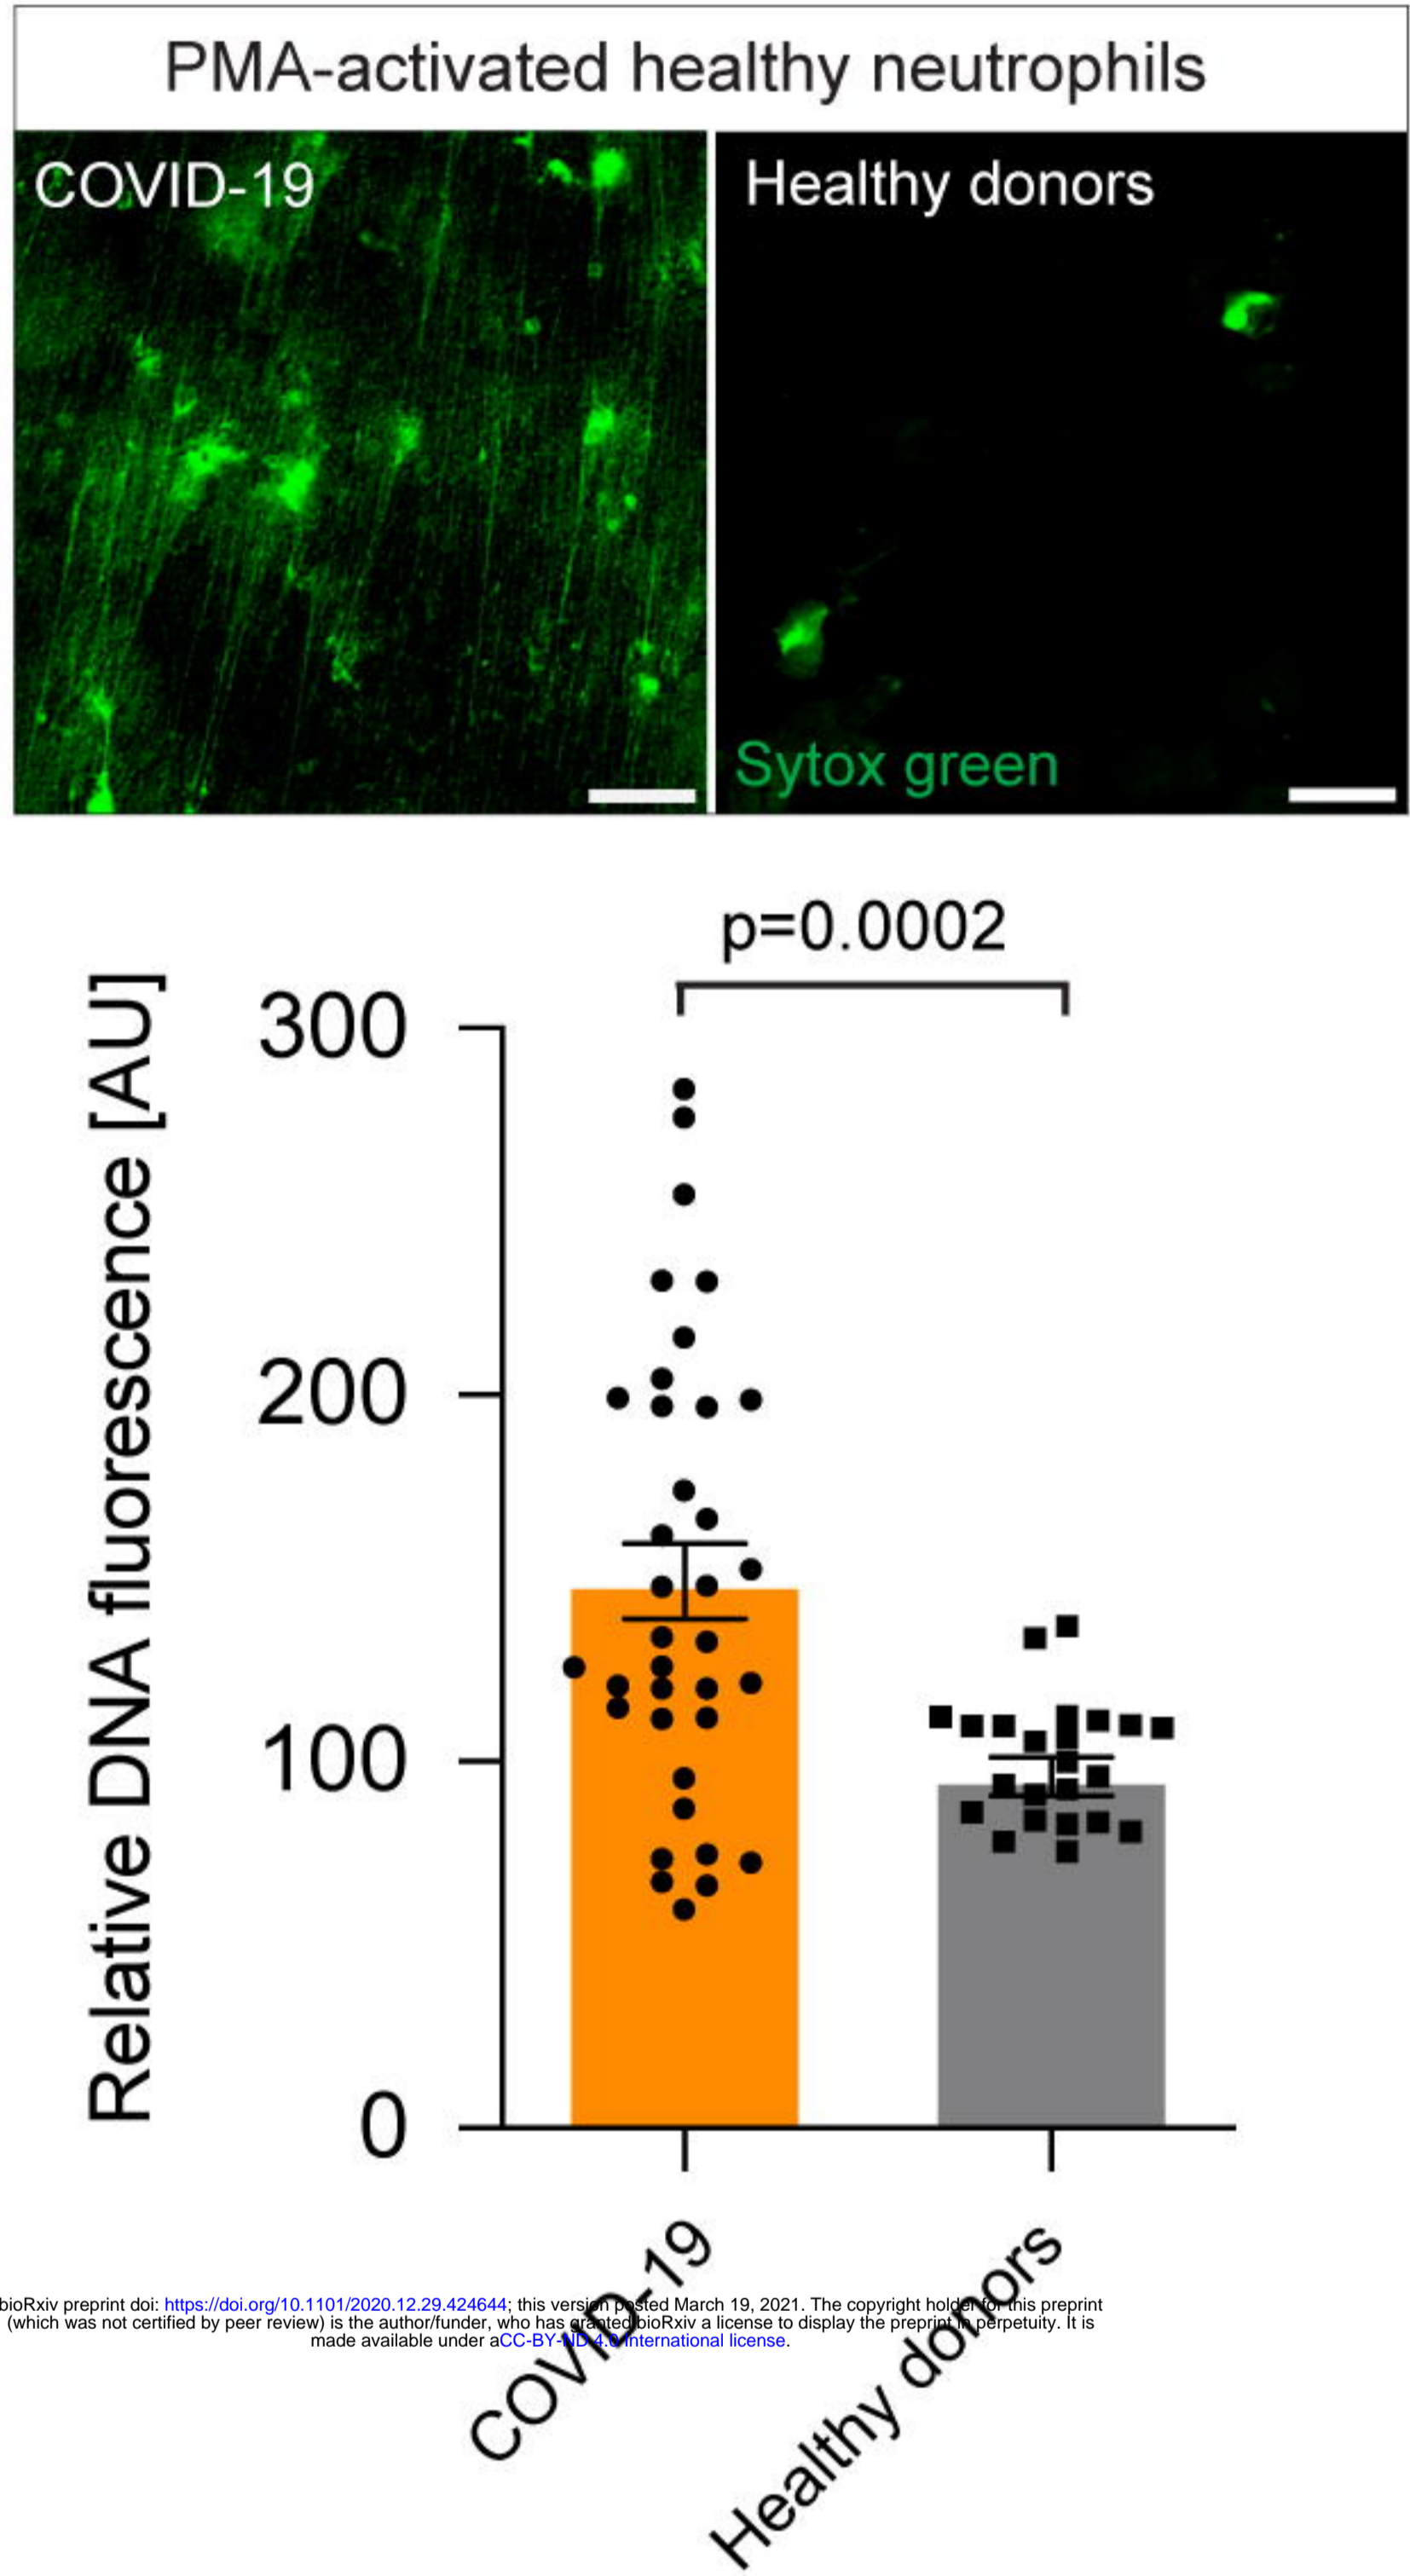 PMA-activated healthy neutrophils
COVID-19
Healthy donors
Sytox green
p=0.0002
Relative DNA fluorescence [AU]
300
200
100
0
COVID-19
Healthy donors
bioRxiv preprint doi: https://doi.org/10.1101/2020.12.29.424644; this version posted March 19, 2021. The copyright holder for this preprint
(which was not certified by peer review) is the author/funder, who has granted bioRxiv a license to display the preprint in perpetuity. It is
made available under aCC-BY-ND 4.0 International license.